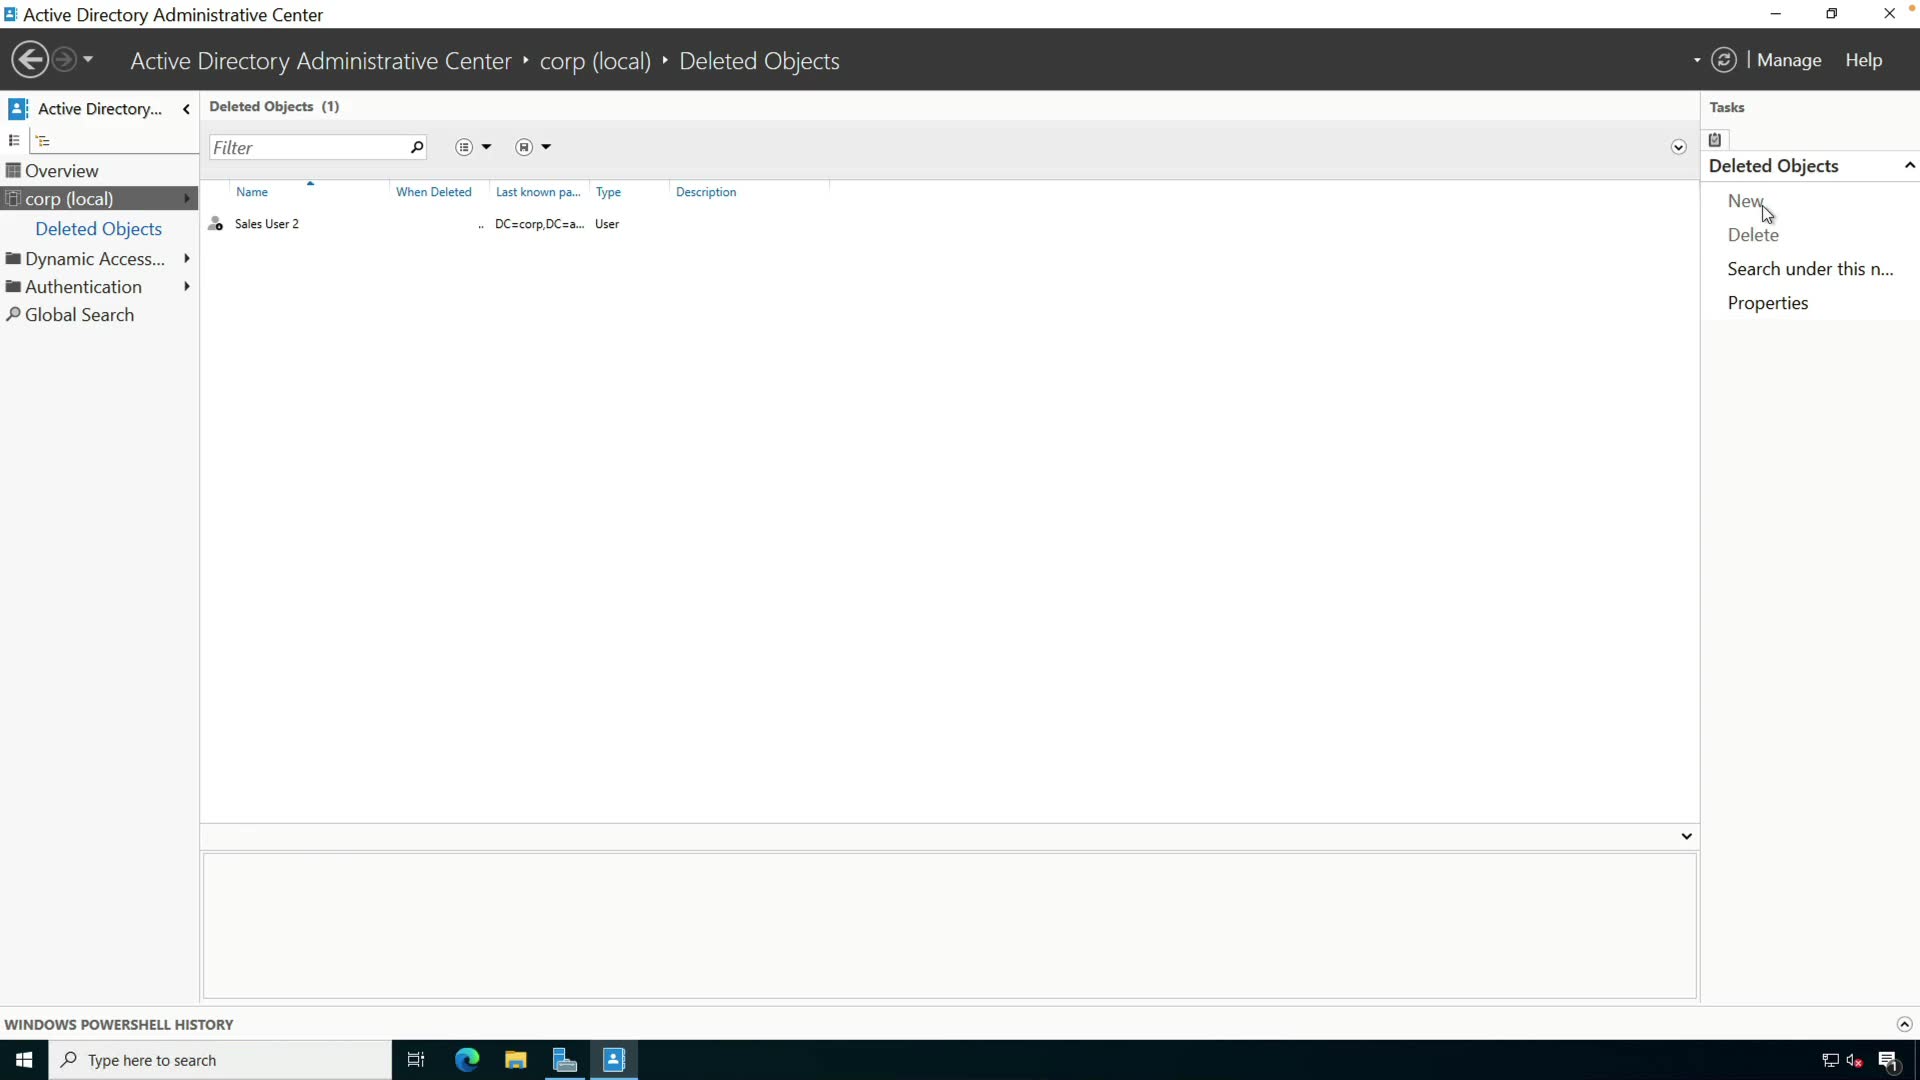 Active Directory Administrative Center
Active Directory Administrative Center corp (local) Deleted Objects
Manage Help
Active Directory...
Deleted Objects (1)
Tasks
Filter
Overview
corp (local)
Deleted Objects
Dynamic Access...
Authentication
Global Search
Name When Deleted Last known pa... Type Description
Sales User 2 .. DC=corp,DC=a... User
Deleted Objects
New
Delete
Search under this n...
Properties
WINDOWS POWERSHELL HISTORY
Type here to search
1